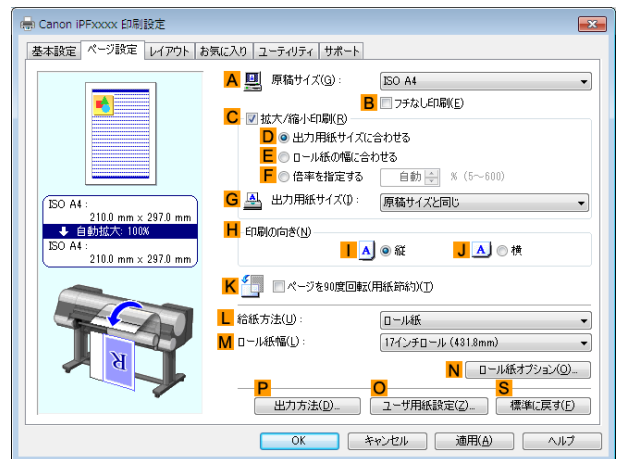 Canon iPFxxxx 印刷設定
基本設定 ページ設定 レイアウト お気に入り ユーティリティ サポート
A 原稿サイズ(G): ISO A4
B フチなし印刷(E)
C 拡大/縮小印刷(R)
D 出力用紙サイズに合わせる
E ロール紙の幅に合わせる
F 倍率を指定する 自動 % (5～600)
G 出力用紙サイズ(I): 原稿サイズと同じ
ISO A4 :
210.0 mm x 297.0 mm
自動拡大: 100%
ISO A4 :
210.0 mm x 297.0 mm
H 印刷の向き(N)
I A 縦 J A 横
K ページを90度回転(用紙節約)(T)
L 給紙方法(U): ロール紙
M ロール紙幅(L): 17インチロール (431.8mm)
R
N ロール紙オプション(O)...
P O S
出力方法(D)... ユーザ用紙設定(Z)... 標準に戻す(F)
OK キャンセル 適用(A) ヘルプ